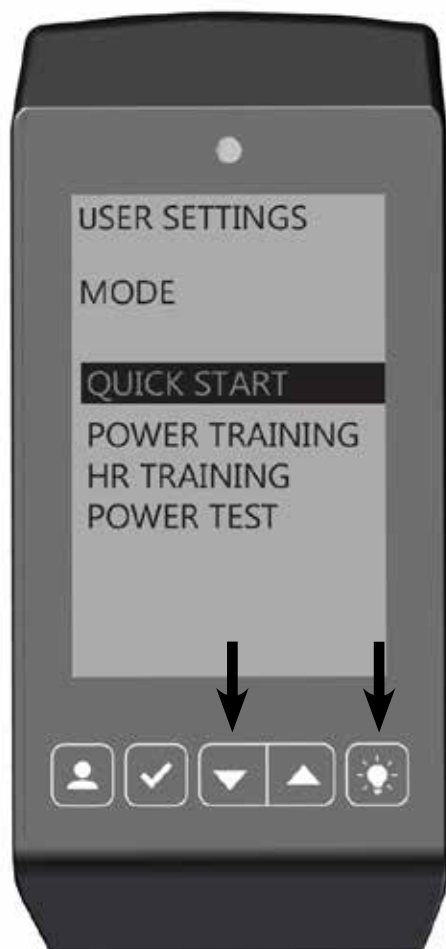 USER SETTINGS
MODE
QUICK START
POWER TRAINING
HR TRAINING
POWER TEST